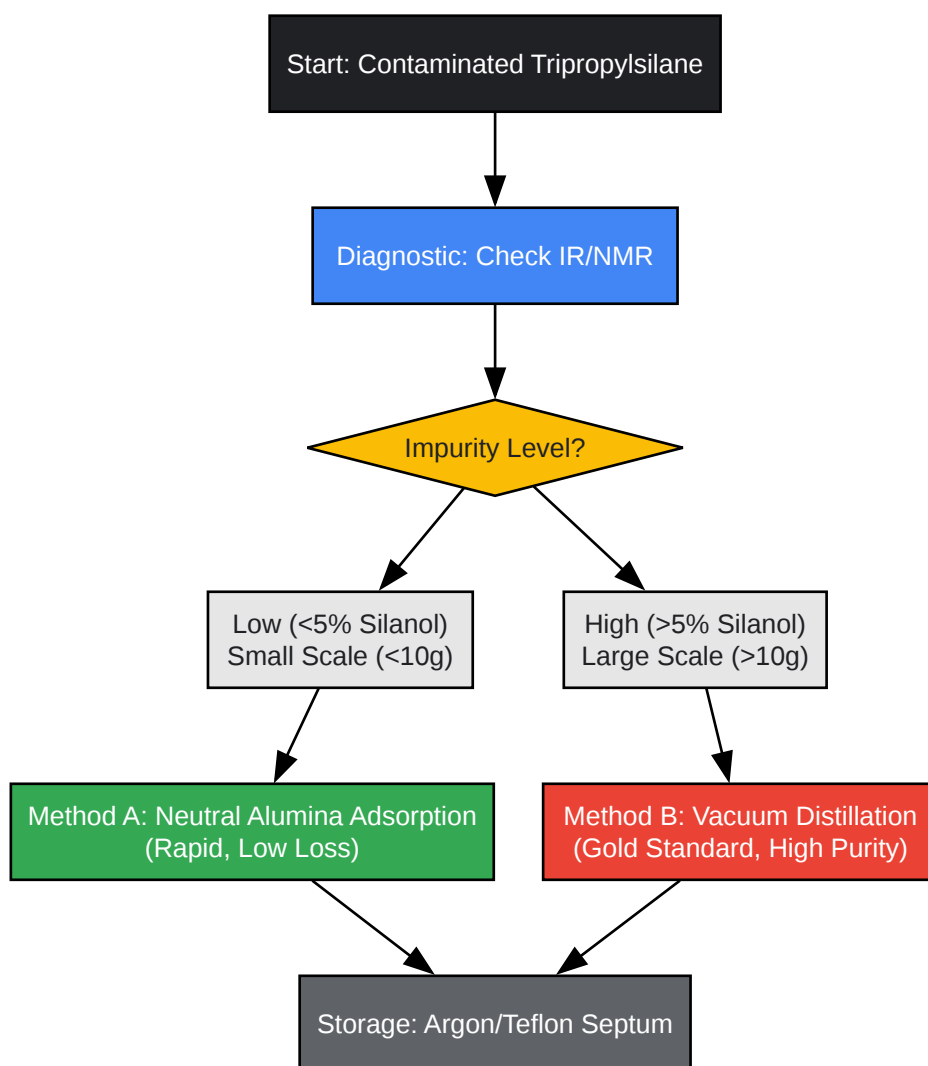 Start: Contaminated Tripropylsilane
Diagnostic: Check IR/NMR
Impurity Level?
Low (<5% Silanol)
Small Scale (<10g)
High (>5% Silanol)
Large Scale (>10g)
Method A: Neutral Alumina Adsorption
(Rapid, Low Loss)
Method B: Vacuum Distillation
(Gold Standard, High Purity)
Storage: Argon/Teflon Septum